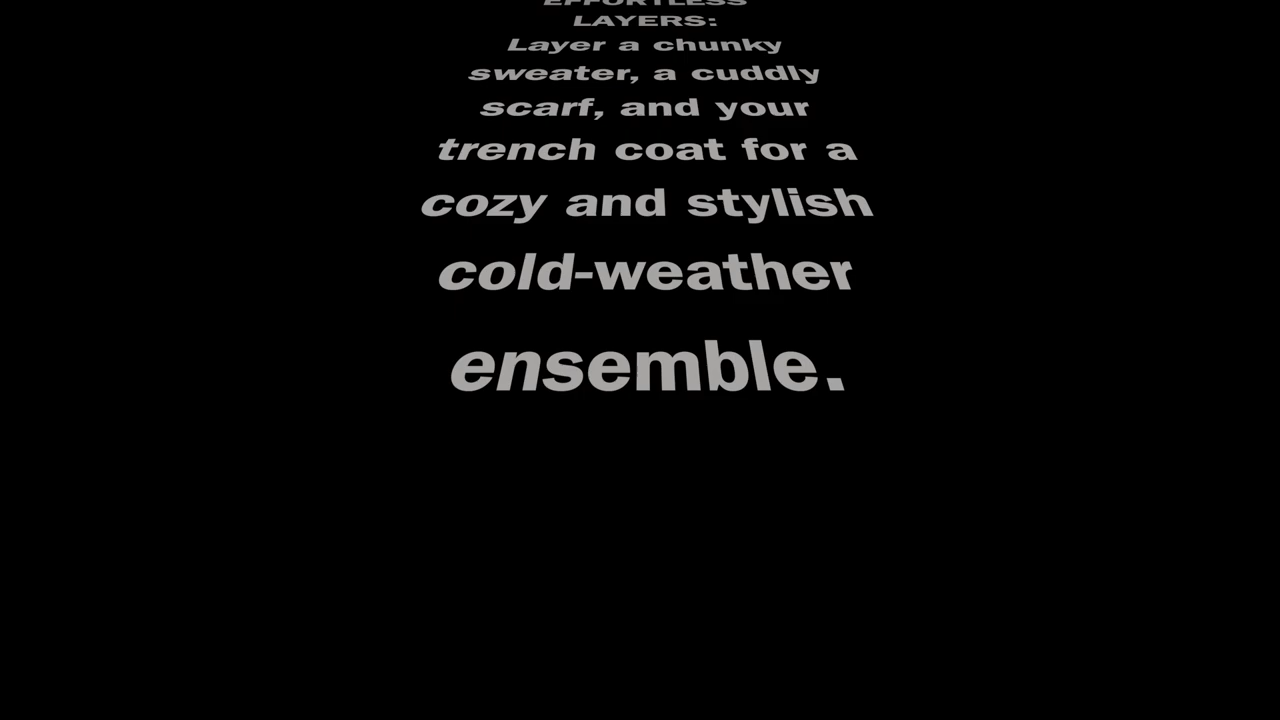 EFFORTLESS
LAYERS:
Layer a chunky
sweater, a cuddly
scarf, and your
trench coat for a
cozy and stylish
cold-weather
ensemble.